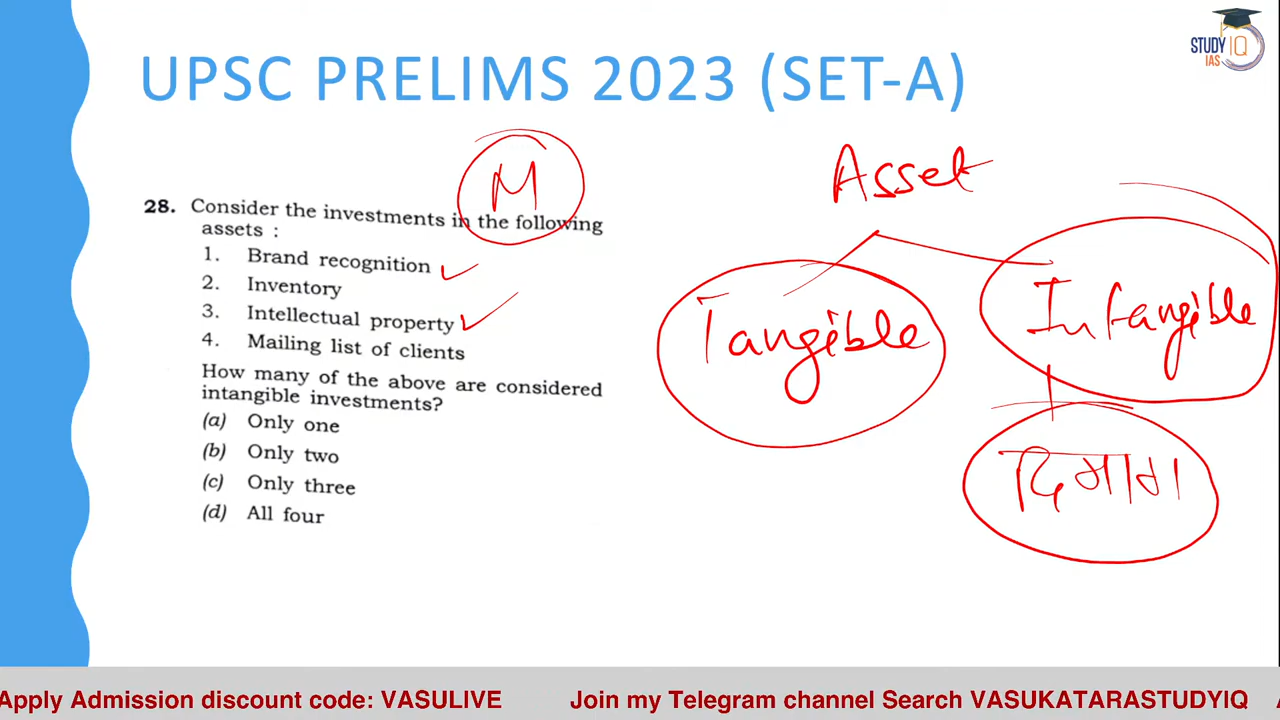 UPSC PRELIMS 2023 (SET-A)
STUDY IQ
IAS
M
28. Consider the investments in the following
assets :
1. Brand recognition
2. Inventory
3. Intellectual property
4. Mailing list of clients
How many of the above are considered
intangible investments?
(a) Only one
(b) Only two
(c) Only three
(d) All four
Asset
Tangible
Intangible
दिमाग
Apply Admission discount code: VASULIVE Join my Telegram channel Search VASUKATARASTUDYIQ